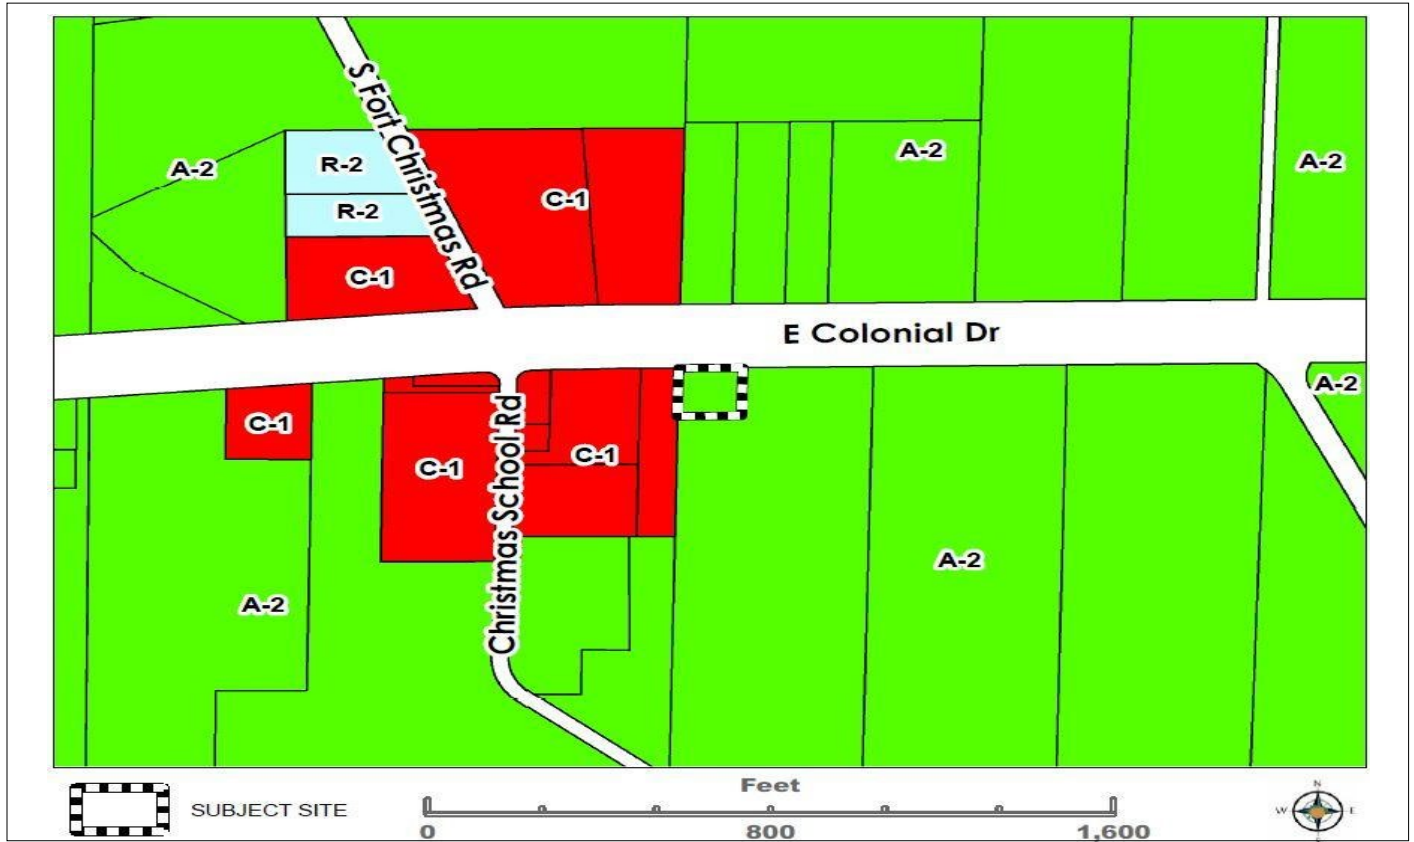 S Fort Christmas Rd
A-2
R-2
C-1
A-2
A-2
R-2
C-1
E Colonial Dr
A-2
C-1
C-1
C-1
Christmas School Rd
A-2
A-2
SUBJECT SITE
Feet
0
800
1,600
N
W
E
S